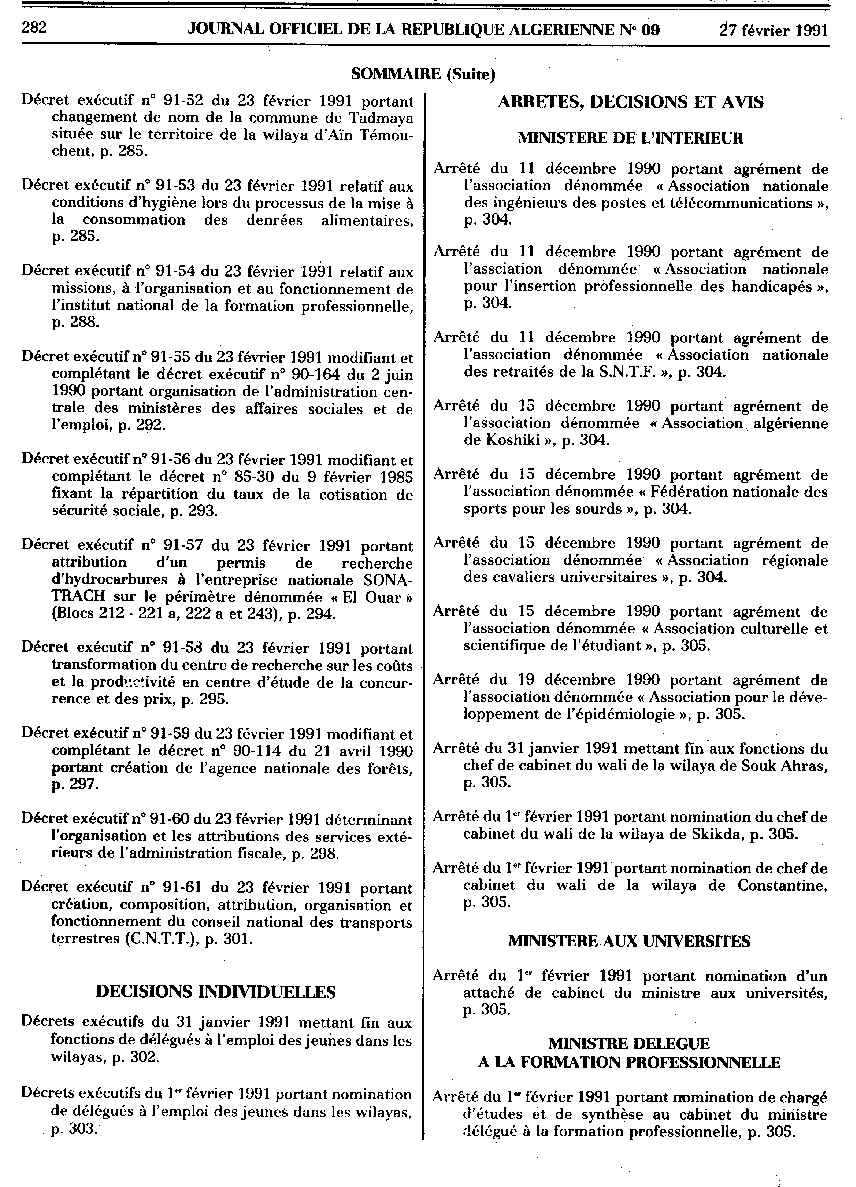 282 JOURNAL OFFICIEL DE LA REPUBLIQUE ALGERIENNE N° 09 27 février 1991
SOMMAIRE (Suite)
Décret exécutif n° 91-52 du 23 février 1991 portant
changement de nom de la commune de Tadmaya
située sur le territoire de la wilaya d'Aïn Témou-
chent, p. 285.
Décret exécutif n° 91-53 du 23 février 1991 relatif aux
conditions d'hygiène lors du processus de la mise à
la consommation des denrées alimentaires,
p. 285.
Décret exécutif n° 91-54 du 23 février 1991 relatif aux
missions, à l'organisation et au fonctionnement de
l'institut national de la formation professionnelle,
p. 288.
Décret exécutif n° 91-55 du 23 février 1991 modifiant et
complétant le décret exécutif n° 90-164 du 2 juin
1990 portant organisation de l'administration cen-
trale des ministères des affaires sociales et de
l'emploi, p. 292.
Décret exécutif n° 91-56 du 23 février 1991 modifiant et
complétant le décret n° 85-30 du 9 février 1985
fixant la répartition du taux de la cotisation de
sécurité sociale, p. 293.
Décret exécutif n° 91-57 du 23 février 1991 portant
attribution d'un permis de recherche
d'hydrocarbures à l'entreprise nationale SONA-
TRACH sur le périmètre dénommée « El Ouar »
(Blocs 212 - 221 a, 222 a et 243), p. 294.
Décret exécutif n° 91-58 du 23 février 1991 portant
transformation du centre de recherche sur les coûts
et la productivité en centre d'étude de la concur-
rence et des prix, p. 295.
Décret exécutif n° 91-59 du 23 février 1991 modifiant et
complétant le décret n° 90-114 du 21 avril 1990
portant création de l'agence nationale des forêts,
p. 297.
Décret exécutif n° 91-60 du 23 février 1991 déterminant
l'organisation et les attributions des services exté-
rieurs de l'administration fiscale, p. 298.
Décret exécutif n° 91-61 du 23 février 1991 portant
création, composition, attribution, organisation et
fonctionnement du conseil national des transports
terrestres (C.N.T.T.), p. 301.
DECISIONS INDIVIDUELLES
Décrets exécutifs du 31 janvier 1991 mettant fin aux
fonctions de délégués à l'emploi des jeunes dans les
wilayas, p. 302.
Décrets exécutifs du 1er février 1991 portant nomination
de délégués à l'emploi des jeunes dans les wilayas,
p. 303.
ARRETES, DECISIONS ET AVIS
MINISTERE DE L'INTERIEUR
Arrêté du 11 décembre 1990 portant agrément de
l'association dénommée « Association nationale
des ingénieurs des postes et télécommunications »,
p. 304.
Arrêté du 11 décembre 1990 portant agrément de
l'assciation dénommée « Association nationale
pour l'insertion professionnelle des handicapés »,
p. 304.
Arrêté du 11 décembre 1990 portant agrément de
l'association dénommée « Association nationale
des retraités de la S.N.T.F. », p. 304.
Arrêté du 15 décembre 1990 portant agrément de
l'association dénommée « Association algérienne
de Koshiki », p. 304.
Arrêté du 15 décembre 1990 portant agrément de
l'association dénommée « Fédération nationale des
sports pour les sourds », p. 304.
Arrêté du 15 décembre 1990 portant agrément de
l'association dénommée « Association régionale
des cavaliers universitaires », p. 304.
Arrêté du 15 décembre 1990 portant agrément de
l'association dénommée « Association culturelle et
scientifique de l'étudiant », p. 305.
Arrêté du 19 décembre 1990 portant agrément de
l'association dénommée « Association pour le déve-
loppement de l'épidémiologie », p. 305.
Arrêté du 31 janvier 1991 mettant fin aux fonctions du
chef de cabinet du wali de la wilaya de Souk Ahras,
p. 305.
Arrêté du 1er février 1991 portant nomination du chef de
cabinet du wali de la wilaya de Skikda, p. 305.
Arrêté du 1er février 1991 portant nomination de chef de
cabinet du wali de la wilaya de Constantine,
p. 305.
MINISTERE AUX UNIVERSITES
Arrêté du 1er février 1991 portant nomination d'un
attaché de cabinet du ministre aux universités,
p. 305.
MINISTRE DELEGUE
A LA FORMATION PROFESSIONNELLE
Arrêté du 1er février 1991 portant nomination de chargé
d'études et de synthèse au cabinet du ministre
délégué à la formation professionnelle, p. 305.